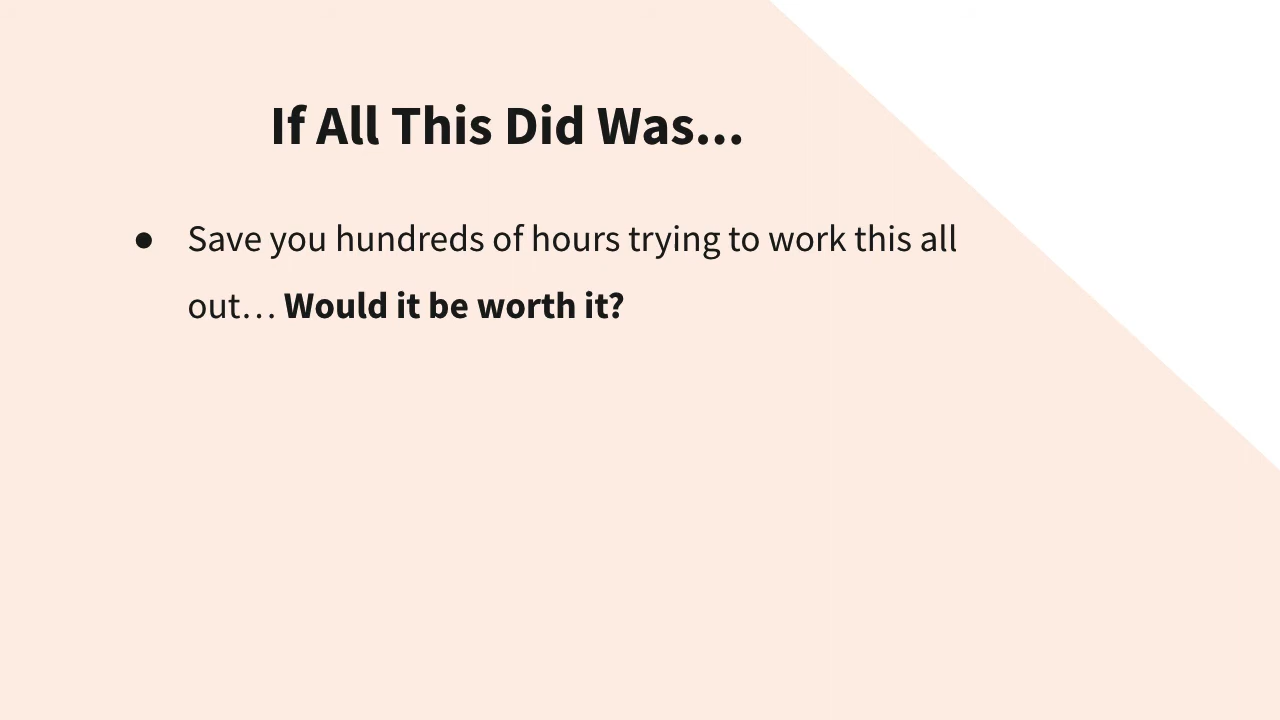 If All This Did Was...
● Save you hundreds of hours trying to work this all
out… Would it be worth it?